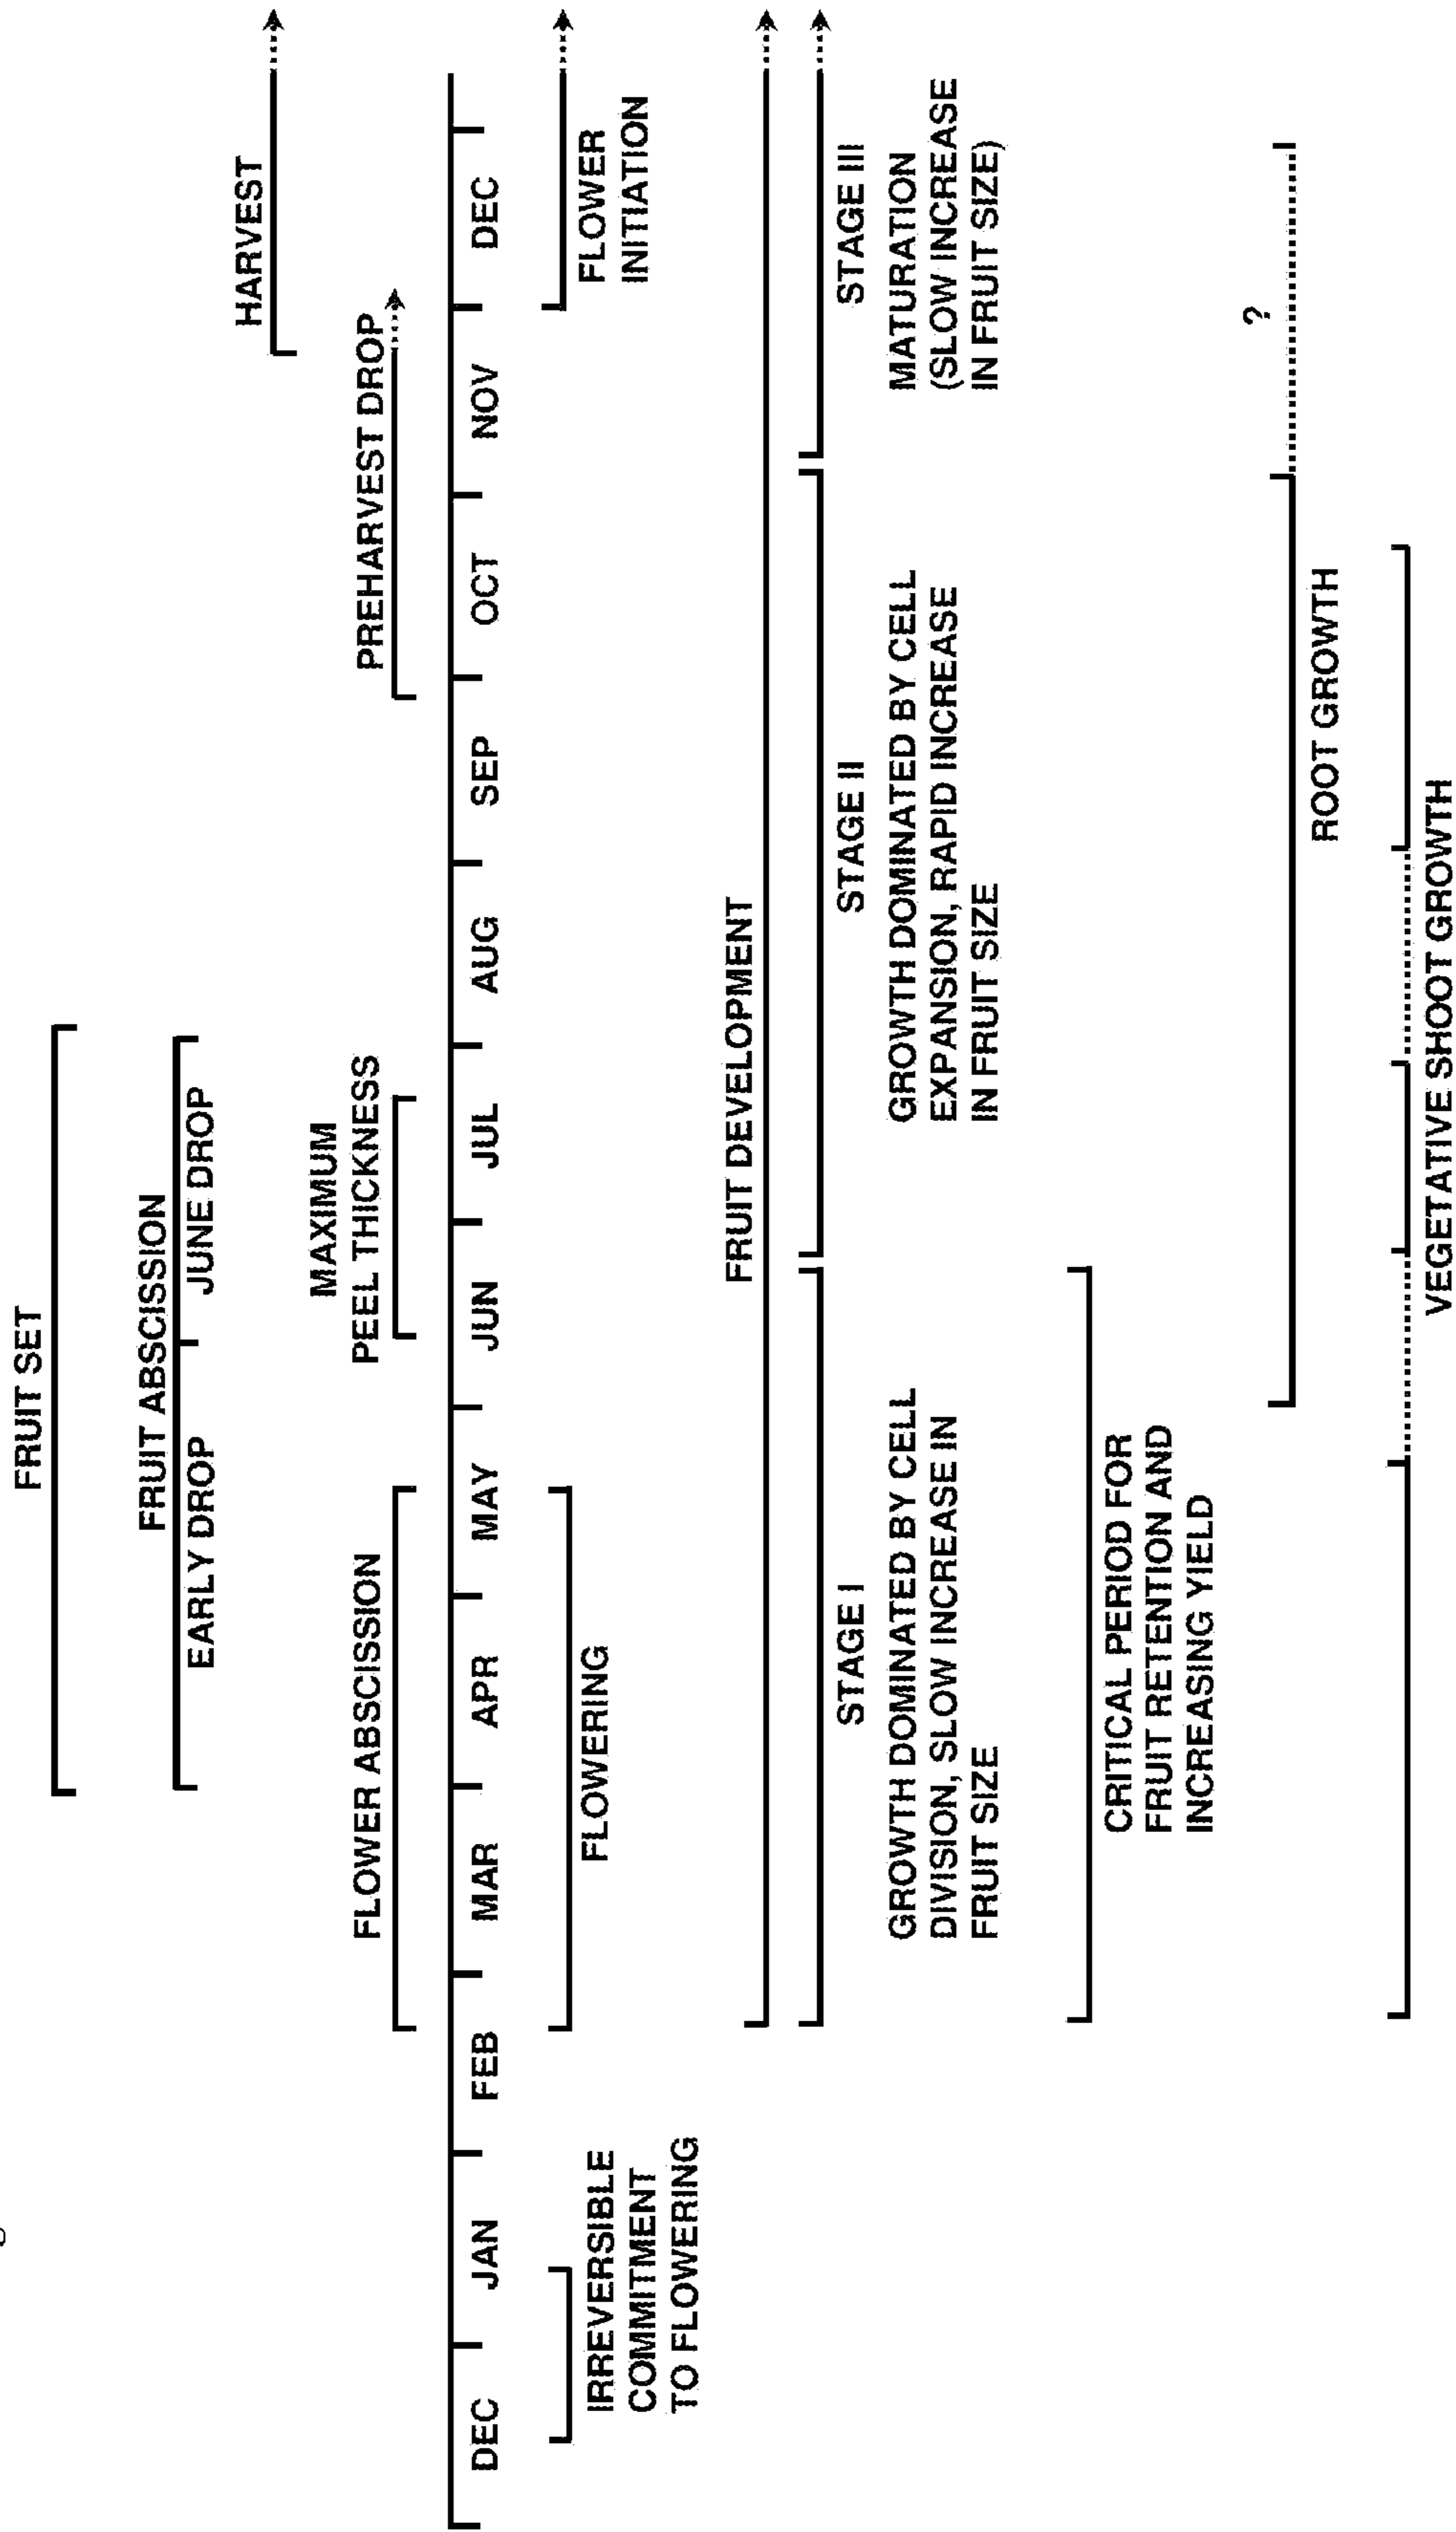 FRUIT SET
FRUIT ABSCISSION
EARLY DROP
JUNE DROP
HARVEST
MAXIMUM
PEEL THICKNESS
FLOWER ABSCISSION
PREHARVEST DROP
DEC
JAN
FEB
MAR
APR
MAY
JUN
JUL
AUG
SEP
OCT
NOV
DEC
IRREVERSIBLE
COMMITMENT
TO FLOWERING
FLOWERING
FLOWER
INITIATION
FRUIT DEVELOPMENT
STAGE I
GROWTH DOMINATED BY CELL
DIVISION, SLOW INCREASE IN
FRUIT SIZE
STAGE II
GROWTH DOMINATED BY CELL
EXPANSION, RAPID INCREASE
IN FRUIT SIZE
STAGE III
MATURATION
(SLOW INCREASE
IN FRUIT SIZE)
CRITICAL PERIOD FOR
FRUIT RETENTION AND
INCREASING YIELD
?
ROOT GROWTH
VEGETATIVE SHOOT GROWTH